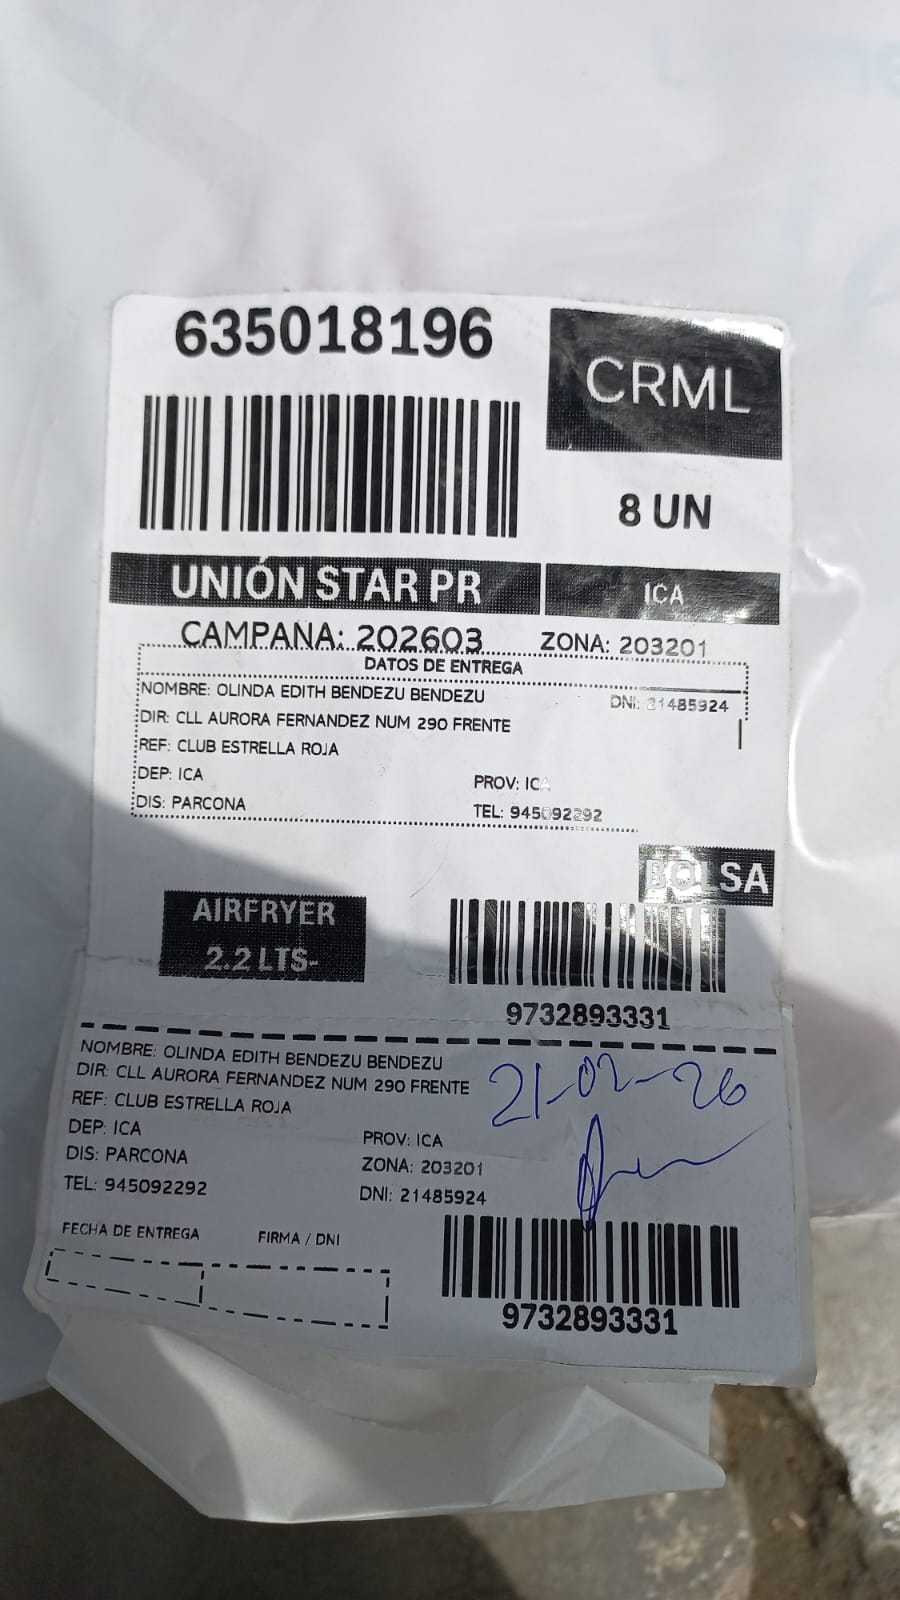 635018196
CRML
8 UN
UNIÓN STAR PR
ICA
CAMPANA: 202603
ZONA: 203201
DATOS DE ENTREGA
NOMBRE: OLINDA EDITH BENDEZU BENDEZU
DNI: 21485924
DIR: CLL AURORA FERNANDEZ NUM 290 FRENTE
REF: CLUB ESTRELLA ROJA
DEP: ICA
PROV: ICA
DIS: PARCONA
TEL: 945092292
BOLSA
AIRFRYER
2.2 LTS-
9732893331
NOMBRE: OLINDA EDITH BENDEZU BENDEZU
DIR: CLL AURORA FERNANDEZ NUM 290 FRENTE
REF: CLUB ESTRELLA ROJA
21-02-26
DEP: ICA
PROV: ICA
DIS: PARCONA
ZONA: 203201
TEL: 945092292
DNI: 21485924
FECHA DE ENTREGA
FIRMA / DNI
9732893331